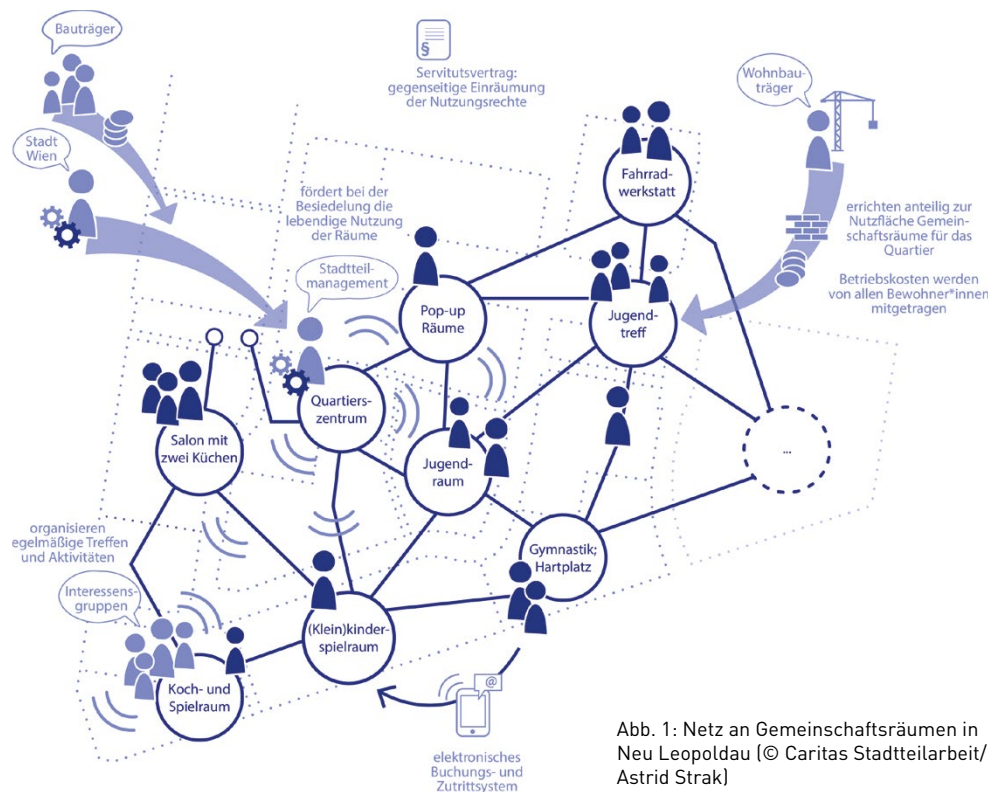 Bauträger
§
Servitutsvertrag:
gegenseitige Einräumung
der Nutzungsrechte
Wohnbau-
träger
Stadt
Wien
Fahrrad-
werkstatt
fördert bei der
Besiedelung die
lebendige Nutzung
der Räume
errichten anteilig zur
Nutzfläche Gemein-
schaftsräume für das
Quartier
Betriebskosten werden
von allen Bewohner*innen
mitgetragen
Stadtteil-
management
Pop-up
Räume
Jugend-
treff
Quartiers-
zentrum
Salon mit
zwei Küchen
Jugend-
raum
...
organisieren
egelmäßige Treffen
und Aktivitäten
Gymnastik;
Hartplatz
Interessens-
gruppen
(Klein)kinder-
spielraum
Koch- und
Spielraum
@
elektronisches
Buchungs- und
Zutrittsystem
Abb. 1: Netz an Gemeinschaftsräumen in
Neu Leopoldau (© Caritas Stadtteilarbeit/
Astrid Strak)